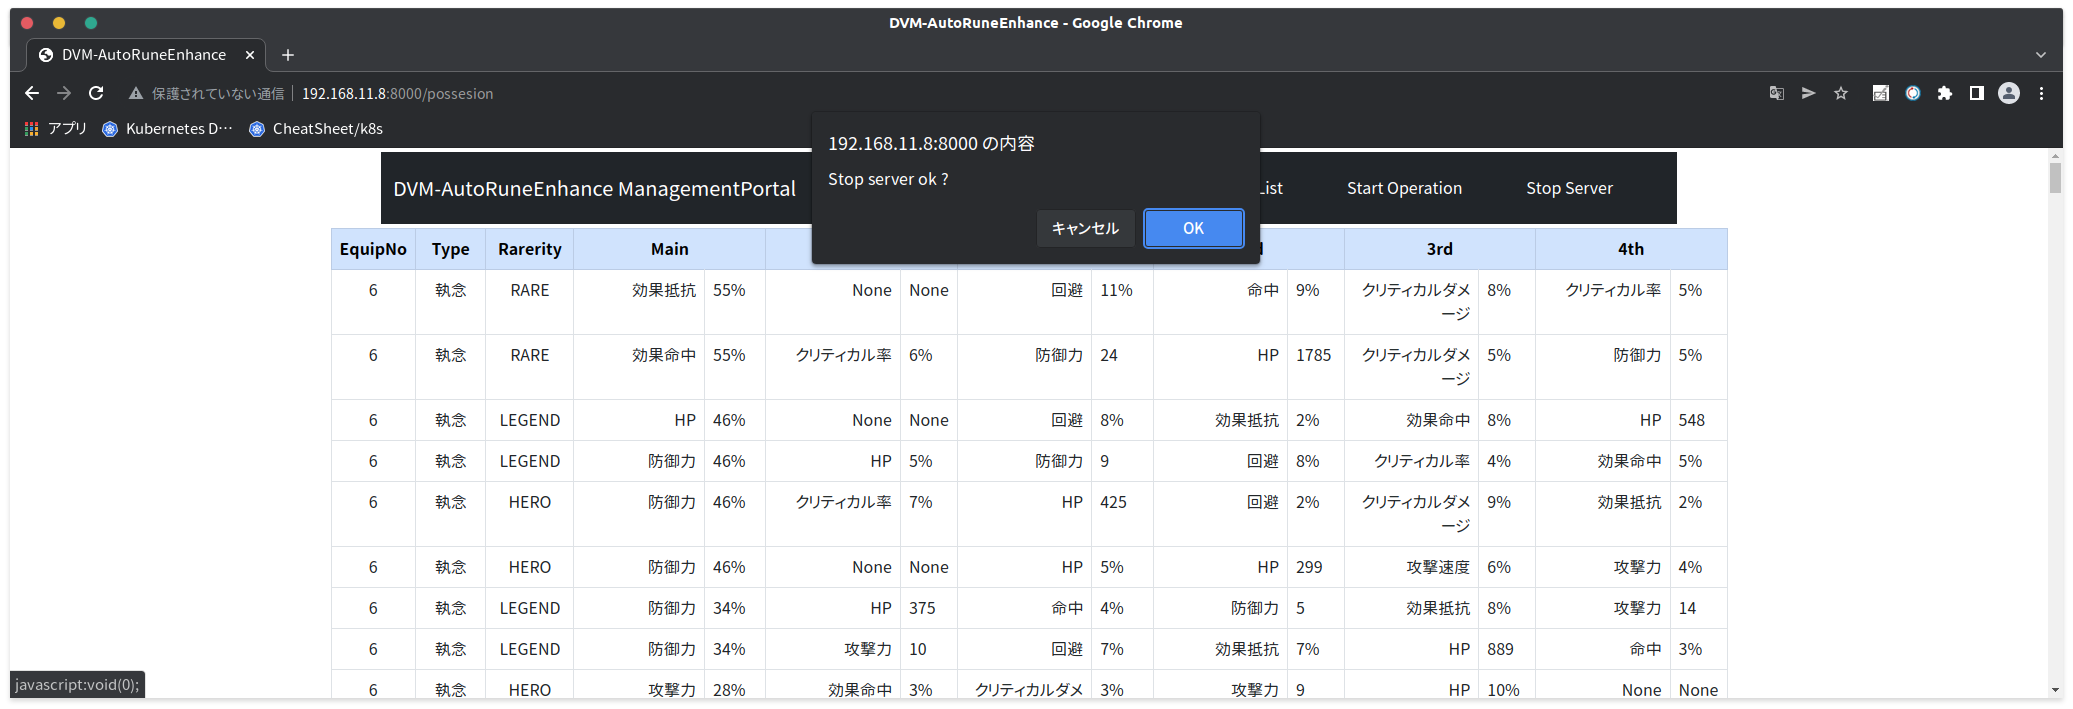 DVM-AutoRuneEnhance - Google Chrome
DVM-AutoRuneEnhance
保護されていない通信 | 192.168.11.8:8000/possesion
アプリ Kubernetes D… CheatSheet/k8s
192.168.11.8:8000 の内容
Stop server ok ?
キャンセル OK
DVM-AutoRuneEnhance ManagementPortal List Start Operation Stop Server
EquipNo Type Rarerity Main 3rd 4th
6 執念 RARE 効果抵抗 55% None None 回避 11% 命中 9% クリティカルダメ 8% クリティカル率 5%
ージ
6 執念 RARE 効果命中 55% クリティカル率 6% 防御力 24 HP 1785 クリティカルダメ 5% 防御力 5%
ージ
6 執念 LEGEND HP 46% None None 回避 8% 効果抵抗 2% 効果命中 8% HP 548
6 執念 LEGEND 防御力 46% HP 5% 防御力 9 回避 8% クリティカル率 4% 効果命中 5%
6 執念 HERO 防御力 46% クリティカル率 7% HP 425 回避 2% クリティカルダメ 9% 効果抵抗 2%
ージ
6 執念 HERO 防御力 46% None None HP 5% HP 299 攻撃速度 6% 攻撃力 4%
6 執念 LEGEND 防御力 34% HP 375 命中 4% 防御力 5 効果抵抗 8% 攻撃力 14
6 執念 LEGEND 防御力 34% 攻撃力 10 回避 7% 効果抵抗 7% HP 889 命中 3%
6 執念 HERO 攻撃力 28% 効果命中 3% クリティカルダメ 3% 攻撃力 9 HP 10% None None
javascript:void(0);